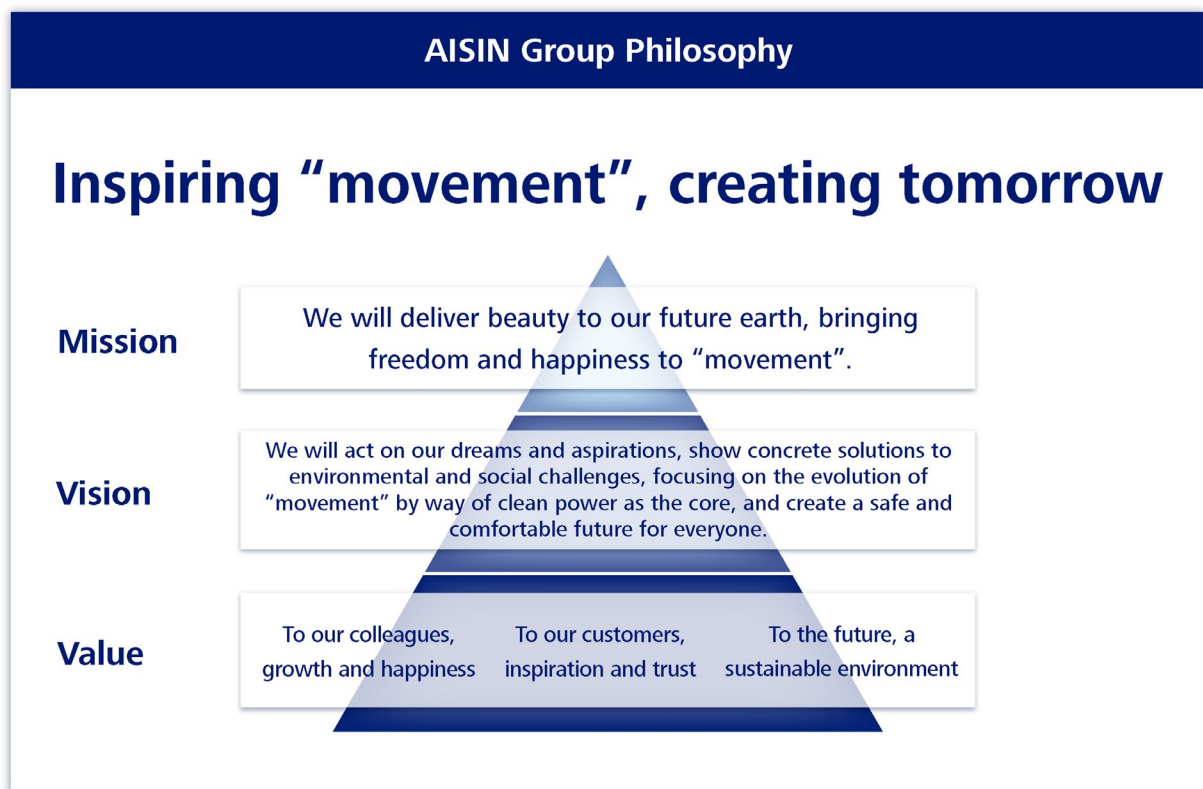 AISIN Group Philosophy
Inspiring “movement”, creating tomorrow
Mission
We will deliver beauty to our future earth, bringing
freedom and happiness to “movement”.
Vision
We will act on our dreams and aspirations, show concrete solutions to
environmental and social challenges, focusing on the evolution of
“movement” by way of clean power as the core, and create a safe and
comfortable future for everyone.
Value
To our colleagues,
growth and happiness
To our customers,
inspiration and trust
To the future, a
sustainable environment